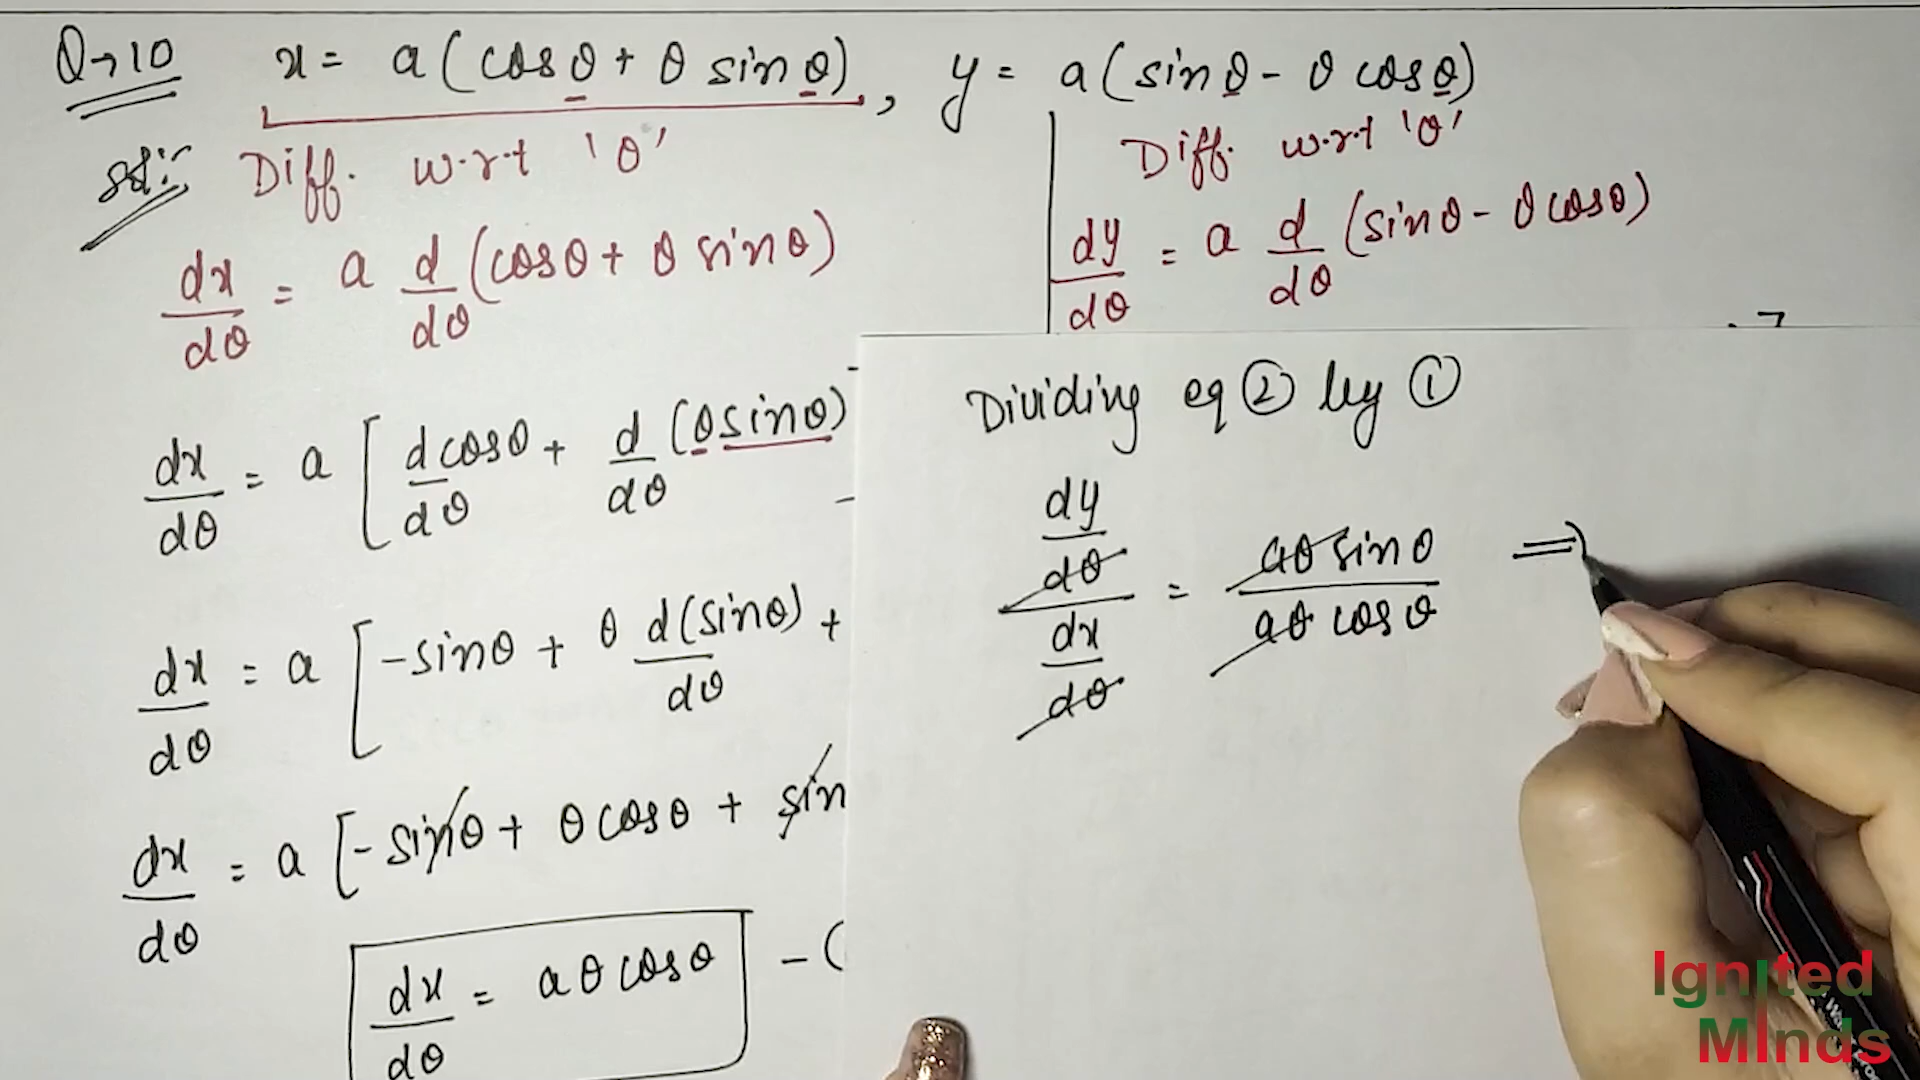 Q→10 x = a(cosθ + θ sinθ), y = a(sinθ - θ cosθ)
Sol:- Diff. w.r.t 'θ'
dx/dθ = a d/dθ (cosθ + θ sinθ)
dx/dθ = a [d cosθ/dθ + d/dθ (θ sinθ)
dx/dθ = a [-sinθ + θ d(sinθ)/dθ +
dx/dθ = a [-sinθ + θ cosθ + sin
dx/dθ = aθ cosθ - (
Diff. w.r.t 'θ'
dy/dθ = a d/dθ (sinθ - θ cosθ)
Dividing eq ② by ①
dy/dθ / dx/dθ = aθ sinθ / aθ cosθ ⇒
Ignited
Minds